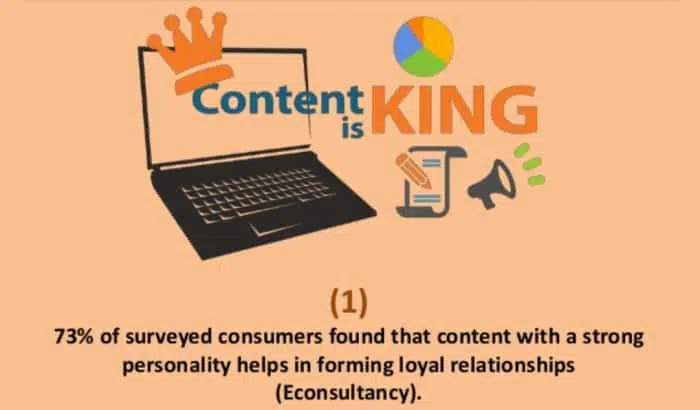 Content
is KING
(1)
73% of surveyed consumers found that content with a strong
personality helps in forming loyal relationships
(Econsultancy).